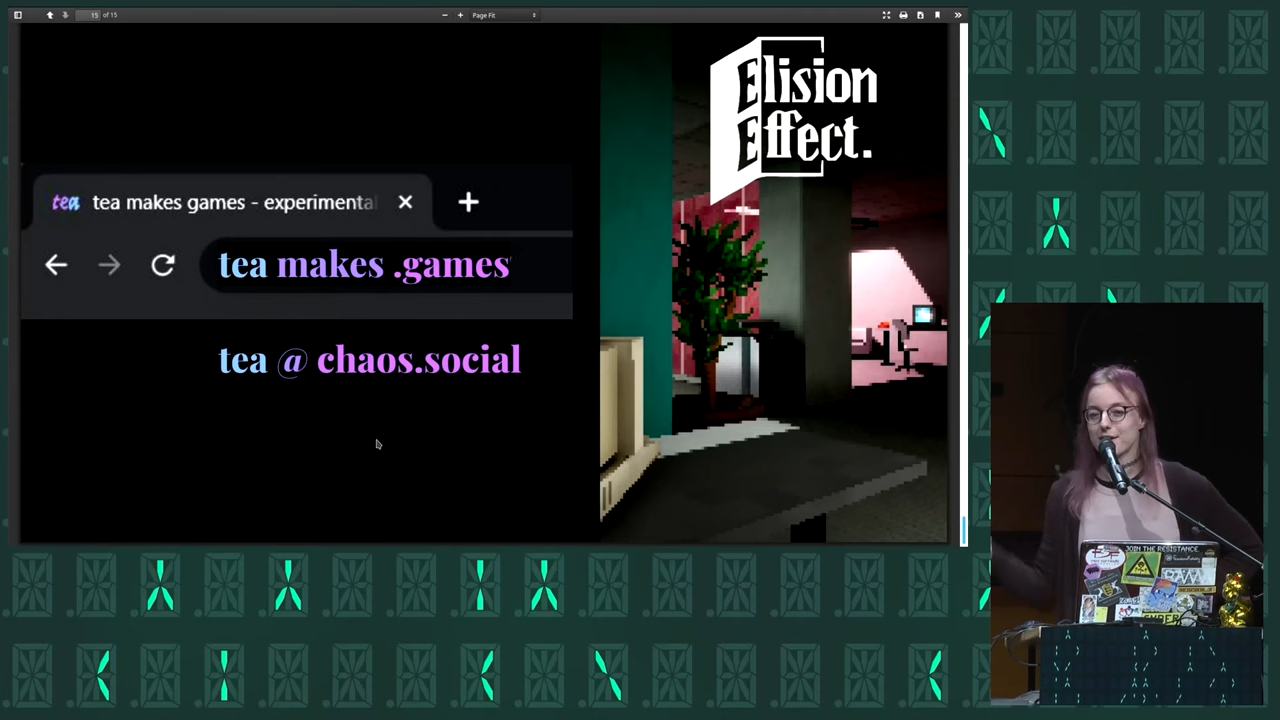 15 of 15
Page Fit
tea tea makes games - experimental
tea makes .games
tea @ chaos.social
Elision
Effect.
JOIN THE RESISTANCE.